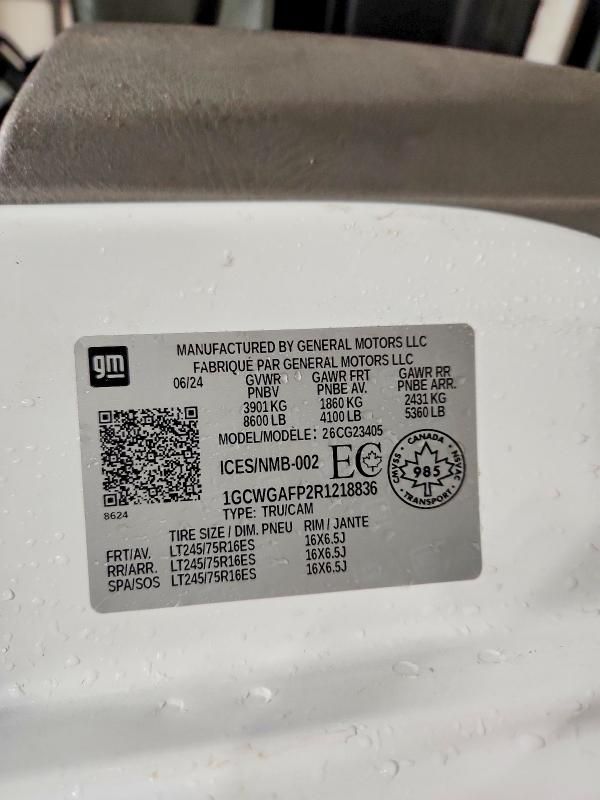 gm
MANUFACTURED BY GENERAL MOTORS LLC
FABRIQUÉ PAR GENERAL MOTORS LLC
06/24 GVWR GAWR FRT GAWR RR
PNBV PNBE AV. PNBE ARR.
3901 KG 1860 KG 2431 KG
8600 LB 4100 LB 5360 LB
MODEL/MODÈLE: 26CG23405
ICES/NMB-002 EC
CANADA
CMVSS 985 NSVAC
TRANSPORT
1GCWGAFP2R1218836
8624
TYPE: TRU/CAM
TIRE SIZE / DIM. PNEU RIM / JANTE
FRT/AV. LT245/75R16ES 16X6.5J
RR/ARR. LT245/75R16ES 16X6.5J
SPA/SOS LT245/75R16ES 16X6.5J